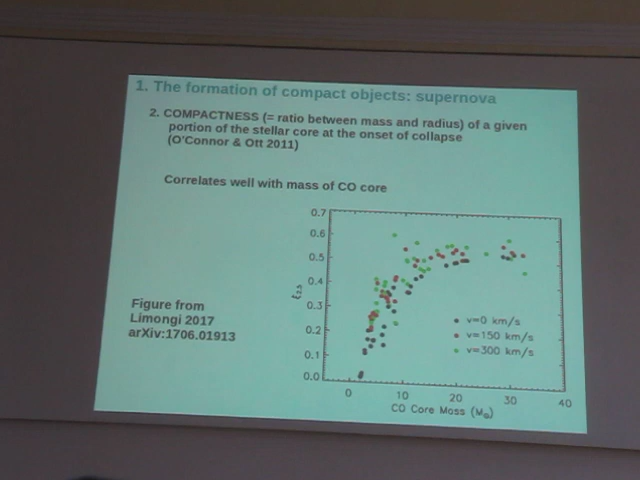 1. The formation of compact objects: supernova
2. COMPACTNESS (= ratio between mass and radius) of a given
portion of the stellar core at the onset of collapse
(O'Connor & Ott 2011)
Correlates well with mass of CO core
Figure from
Limongi 2017
arXiv:1706.01913
0.7
0.6
0.5
0.4
0.3
0.2
0.1
0.0
ξ2.5
v=0 km/s
v=150 km/s
v=300 km/s
0 10 20 30 40
CO Core Mass (M⊙)